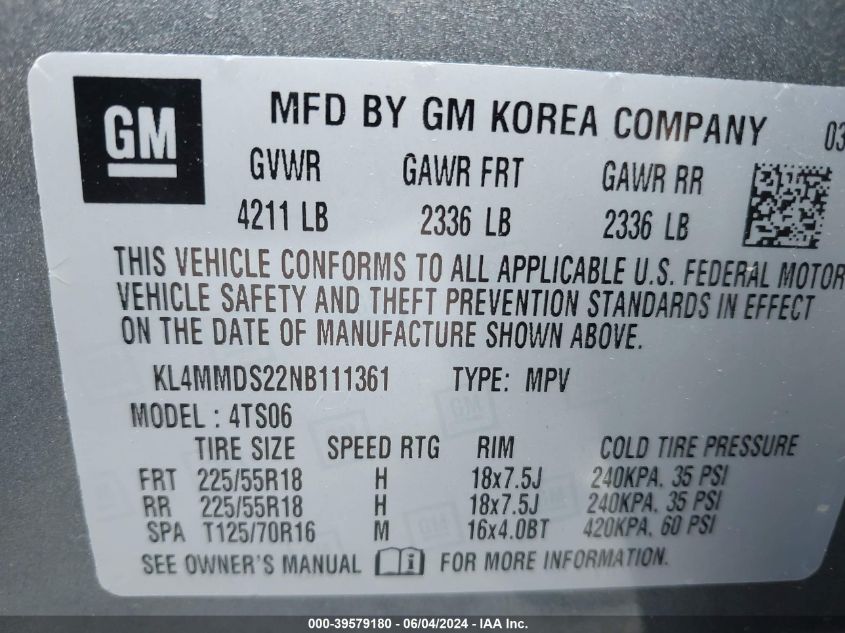 GM
MFD BY GM KOREA COMPANY 03
GVWR GAWR FRT GAWR RR
4211 LB 2336 LB 2336 LB
THIS VEHICLE CONFORMS TO ALL APPLICABLE U.S. FEDERAL MOTOR
VEHICLE SAFETY AND THEFT PREVENTION STANDARDS IN EFFECT
ON THE DATE OF MANUFACTURE SHOWN ABOVE.
KL4MMDS22NB111361 TYPE: MPV
MODEL : 4TS06
TIRE SIZE SPEED RTG RIM COLD TIRE PRESSURE
FRT 225/55R18 H 18x7.5J 240KPA, 35 PSI
RR 225/55R18 H 18x7.5J 240KPA, 35 PSI
SPA T125/70R16 M 16x4.0BT 420KPA, 60 PSI
SEE OWNER'S MANUAL i FOR MORE INFORMATION.
000-39579180 - 06/04/2024 - IAA Inc.